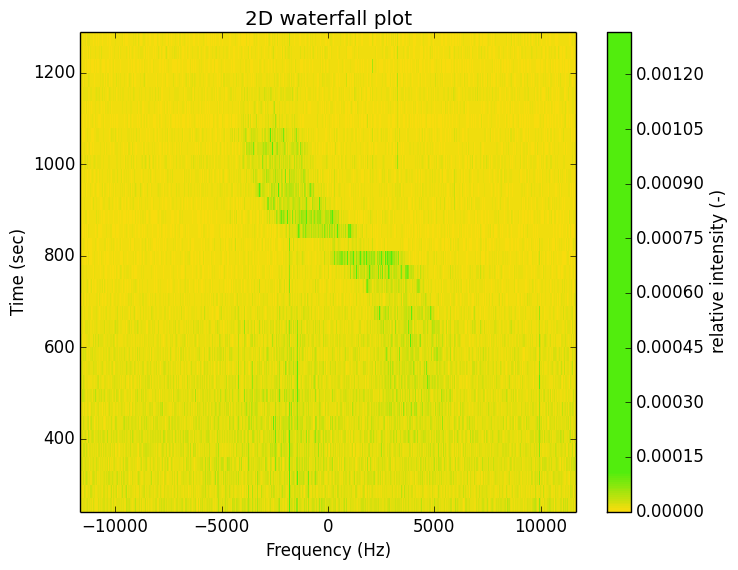 2D waterfall plot
1200
1000
800
600
400
Time (sec)
−10000 −5000 0 5000 10000
Frequency (Hz)
0.00120
0.00105
0.00090
0.00075
0.00060
0.00045
0.00030
0.00015
0.00000
relative intensity (-)